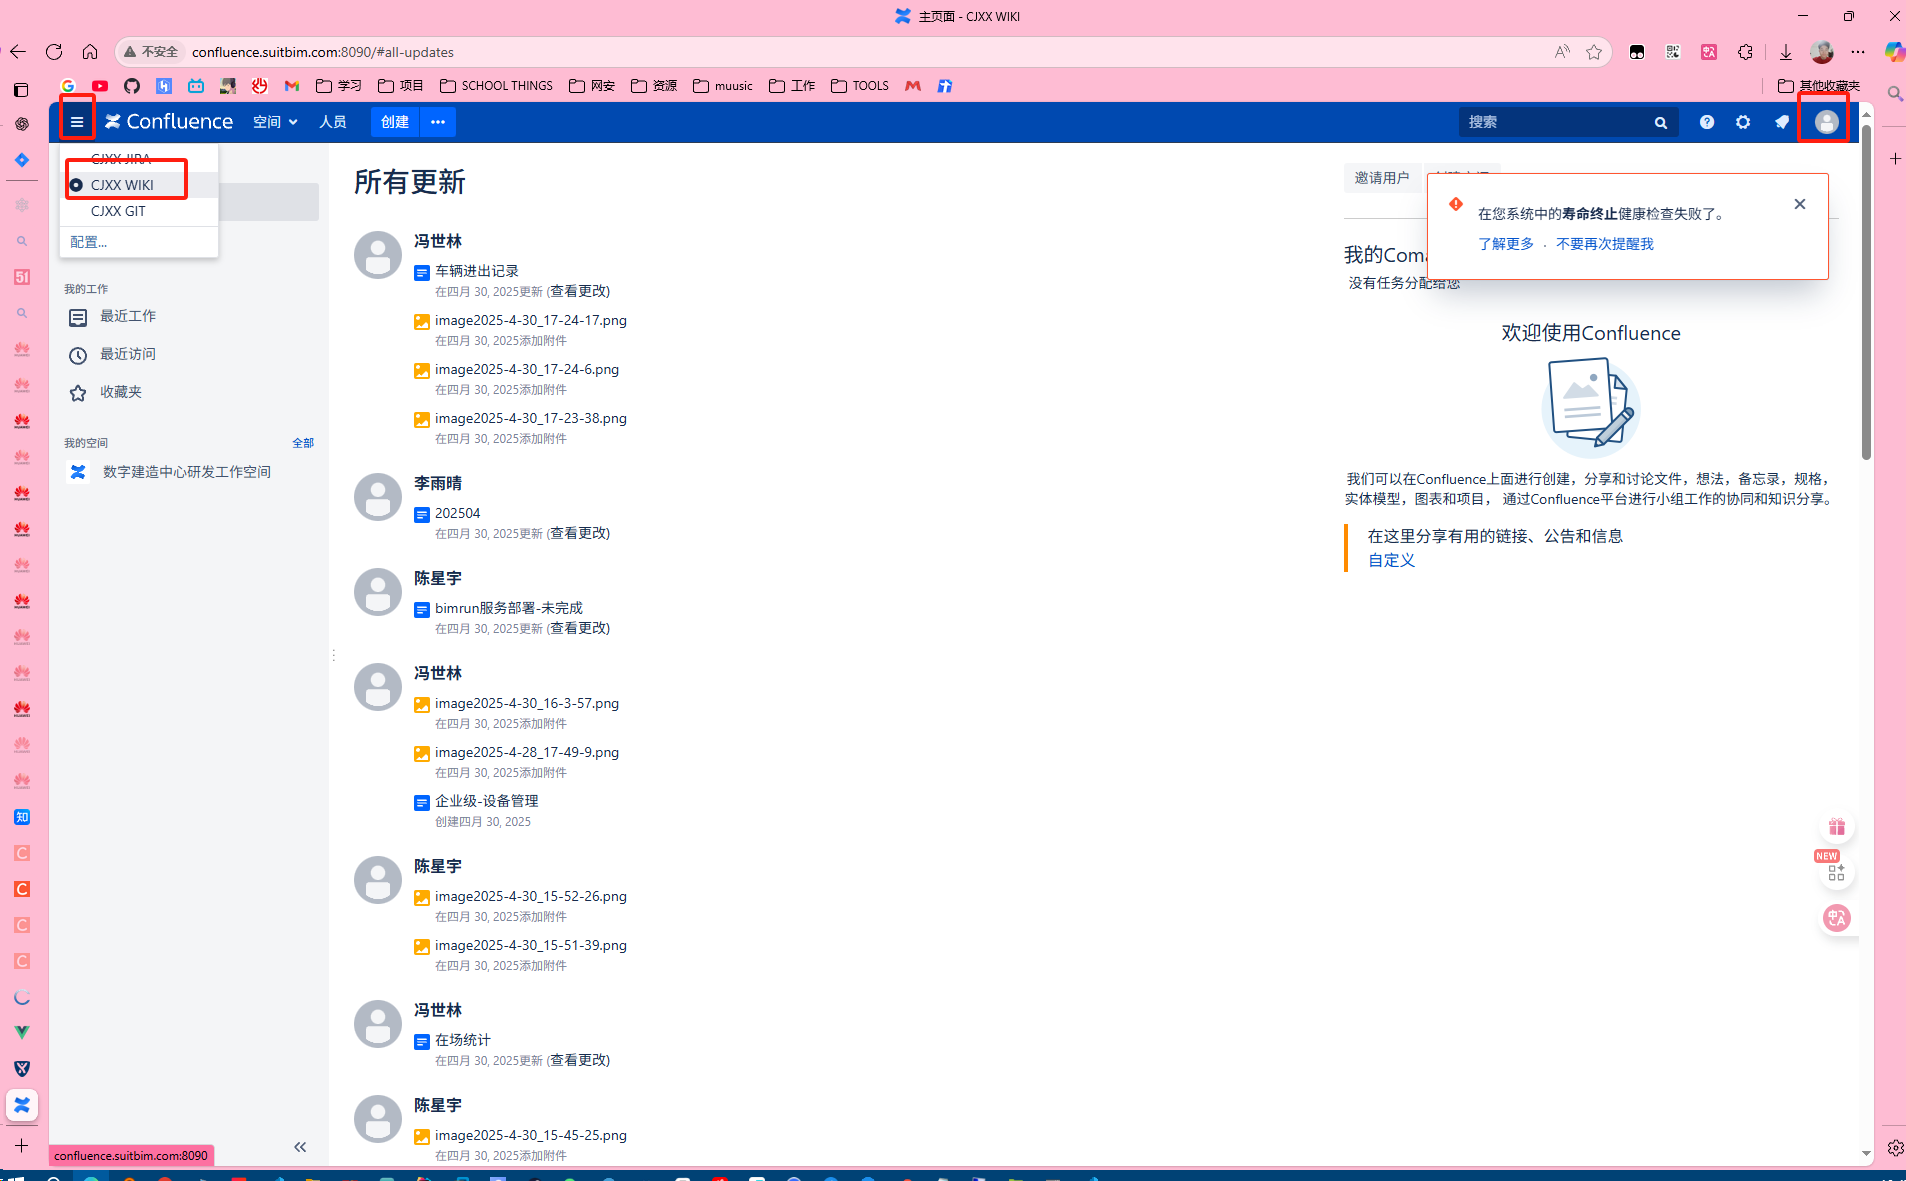 主页面 - CJXX WIKI
不安全
confluence.suitbim.com:8090/#all-updates
学习
项目
SCHOOL THINGS
网安
资源
muusic
工作
TOOLS
其他收藏夹
Confluence
空间
人员
创建
搜索
CJXX JIRA
CJXX WIKI
CJXX GIT
配置...
我的工作
最近工作
最近访问
收藏夹
我的空间
全部
数字建造中心研发工作空间
所有更新
冯世林
车辆进出记录
在四月 30, 2025更新 (查看更改)
image2025-4-30_17-24-17.png
在四月 30, 2025添加附件
image2025-4-30_17-24-6.png
在四月 30, 2025添加附件
image2025-4-30_17-23-38.png
在四月 30, 2025添加附件
李雨晴
202504
在四月 30, 2025更新 (查看更改)
陈星宇
bimrun服务部署-未完成
在四月 30, 2025更新 (查看更改)
冯世林
image2025-4-30_16-3-57.png
在四月 30, 2025添加附件
image2025-4-28_17-49-9.png
在四月 30, 2025添加附件
企业级-设备管理
创建四月 30, 2025
陈星宇
image2025-4-30_15-52-26.png
在四月 30, 2025添加附件
image2025-4-30_15-51-39.png
在四月 30, 2025添加附件
冯世林
在场统计
在四月 30, 2025更新 (查看更改)
陈星宇
image2025-4-30_15-45-25.png
在四月 30, 2025添加附件
邀请用户
在您系统中的寿命终止健康检查失败了。
了解更多 · 不要再次提醒我
我的Coma
没有任务分配给您
欢迎使用Confluence
我们可以在Confluence上面进行创建，分享和讨论文件，想法，备忘录，规格，
实体模型，图表和项目， 通过Confluence平台进行小组工作的协同和知识分享。
在这里分享有用的链接、公告和信息
自定义
NEW
confluence.suitbim.com:8090